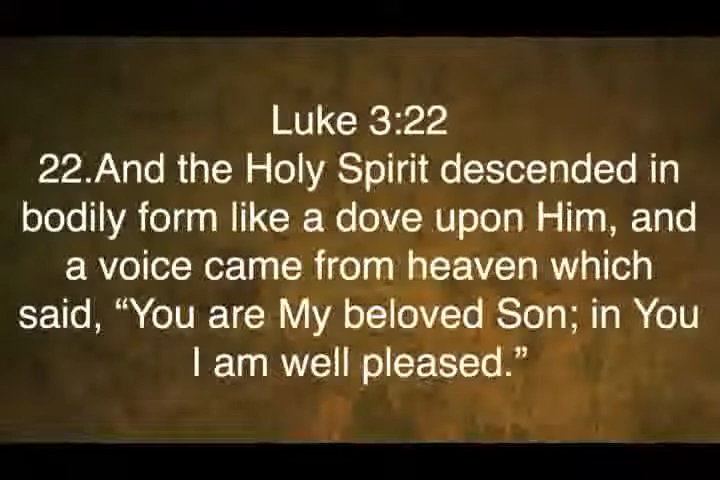 Luke 3:22
22.And the Holy Spirit descended in
bodily form like a dove upon Him, and
a voice came from heaven which
said, “You are My beloved Son; in You
I am well pleased.”